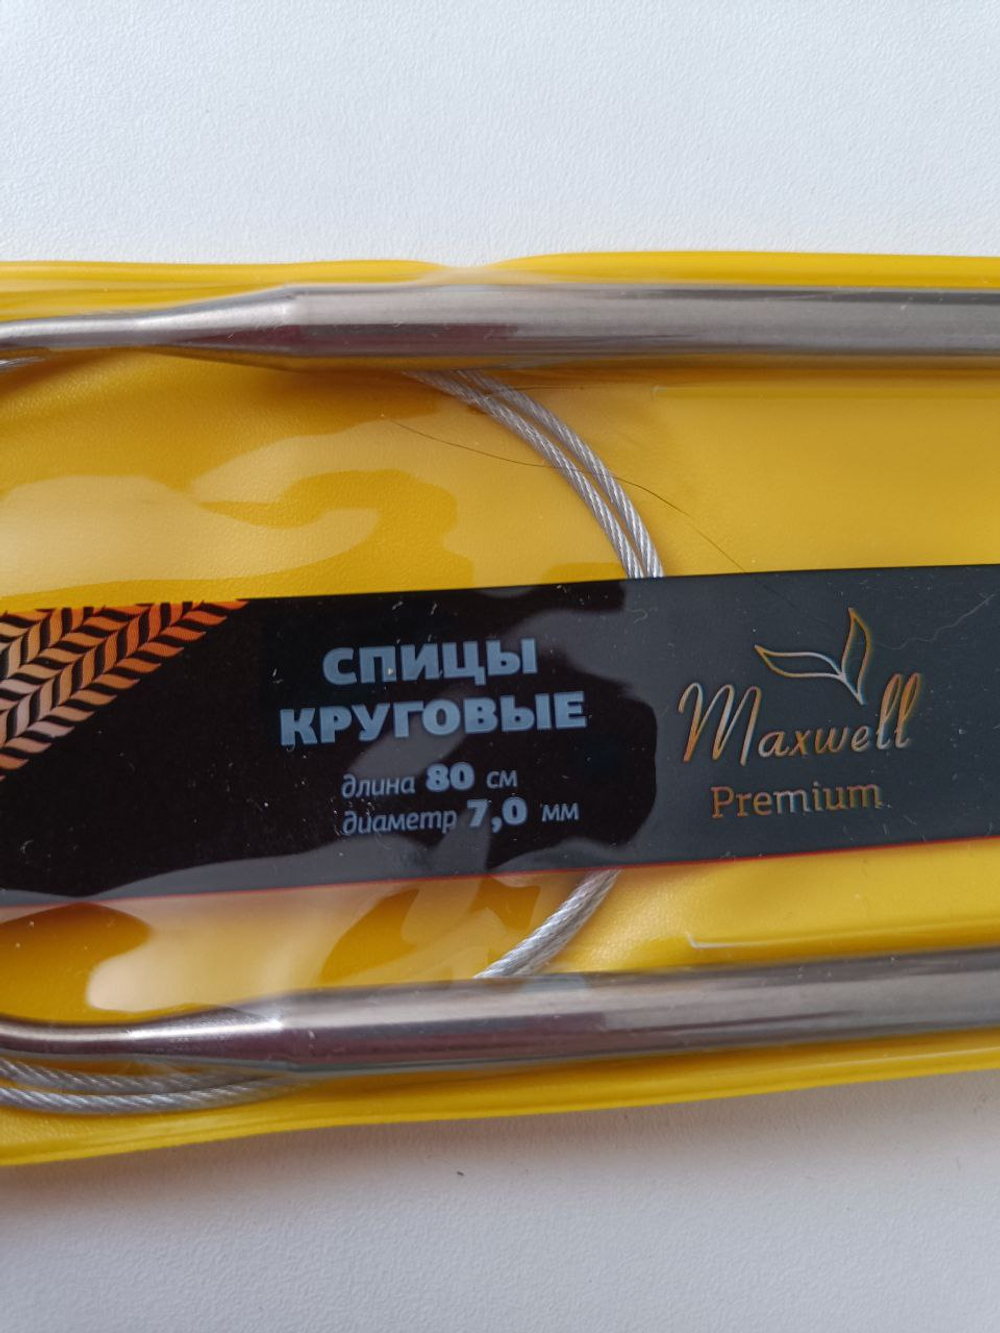 СПИЦЫ
КРУГОВЫЕ
длина 80 см
диаметр 7,0 мм
Maxwell
Premium